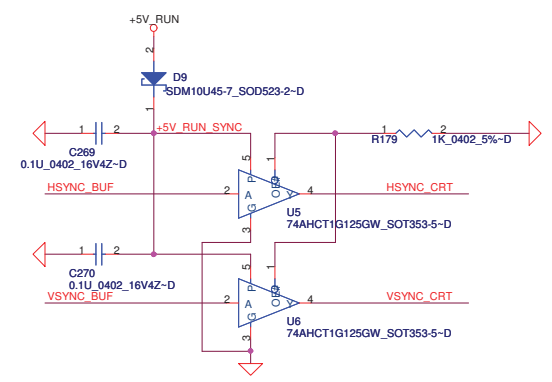 +5V_RUN
2
D9
SDM10U45-7_SOD523-2~D
1
+5V_RUN_SYNC
1 2
C269
0.1U_0402_16V4Z~D
1 2
R179
1K_0402_5%~D
5
1
P
OE#
HSYNC_BUF
2
A
Y
4
HSYNC_CRT
G
3
U5
74AHCT1G125GW_SOT353-5~D
1 2
C270
0.1U_0402_16V4Z~D
5
1
P
OE#
VSYNC_BUF
2
A
Y
4
VSYNC_CRT
G
3
U6
74AHCT1G125GW_SOT353-5~D